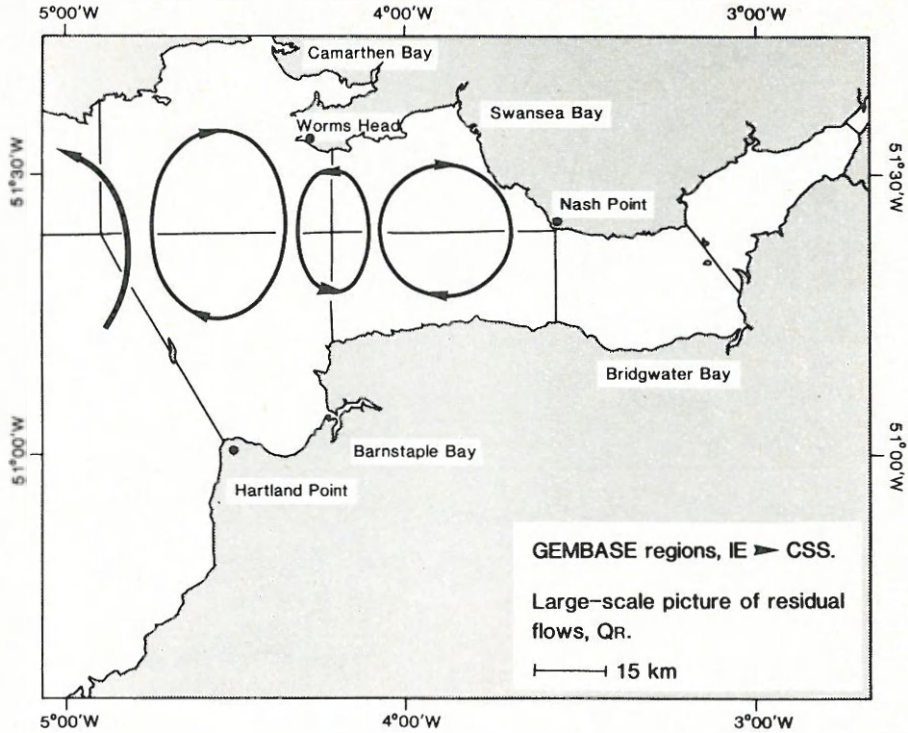 5°00'W
4°00'W
3°00'W
Camarthen Bay
Worms Head
Swansea Bay
51°30'W
51°30'W
Nash Point
Bridgwater Bay
51°00'W
51°00'W
Barnstaple Bay
Hartland Point
GEMBASE regions, IE ➤ CSS.
Large-scale picture of residual
flows, QR.
15 km
5°00'W
4°00'W
3°00'W